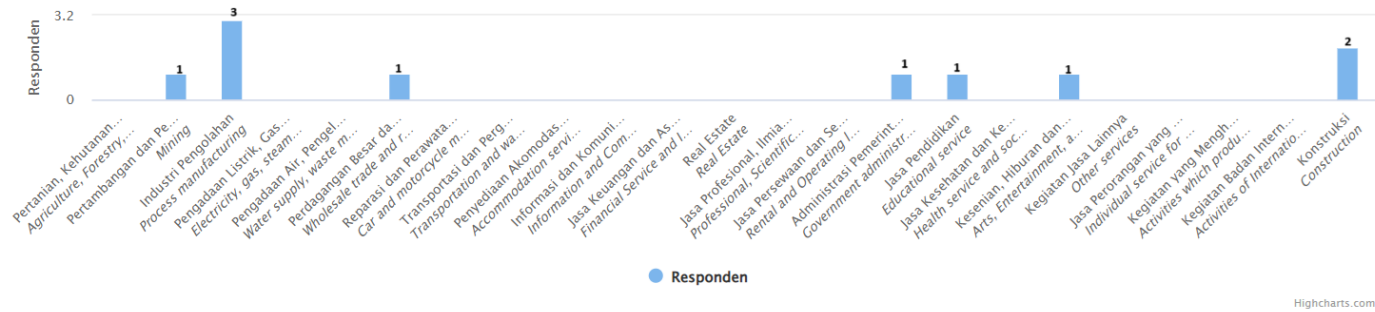 Responden
3.2
0
1
3
1
1
1
1
2
Pertanian, Kehutanan...
Agriculture, Forestry,...
Pertambangan dan Pe...
Mining
Industri Pengolahan
Process manufacturing
Pengadaan Listrik, Gas...
Electricity, gas, steam...
Pengadaan Air, Pengel...
Water supply, waste m...
Perdagangan Besar da...
Wholesale trade and r...
Reparasi dan Perawata...
Car and motorcycle m...
Transportasi dan Perg...
Transportation and wa...
Penyediaan Akomodas...
Accommodation servi...
Informasi dan Komuni...
Information and Com...
Jasa Keuangan dan As...
Financial Service and I...
Real Estate
Real Estate
Jasa Profesional, Ilmia...
Professional, Scientific...
Jasa Persewaan dan Se...
Rental and Operating l...
Administrasi Pemerint...
Government administr...
Jasa Pendidikan
Educational service
Jasa Kesehatan dan Ke...
Health service and soc...
Kesenian, Hiburan dan...
Arts, Entertainment, a...
Kegiatan Jasa Lainnya
Other services
Jasa Perorangan yang ...
Individual service for ...
Kegiatan yang Mengh...
Activities which produ...
Kegiatan Badan Intern...
Activities of Internatio...
Konstruksi
Construction
Responden
Highcharts.com